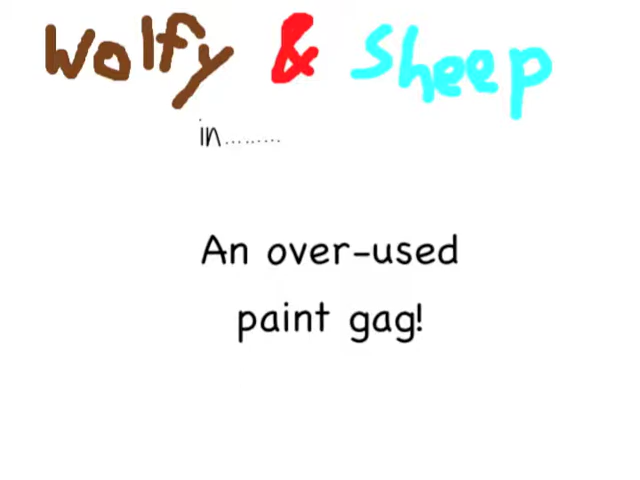 Wolfy & Sheep
in.........
An over-used
paint gag!